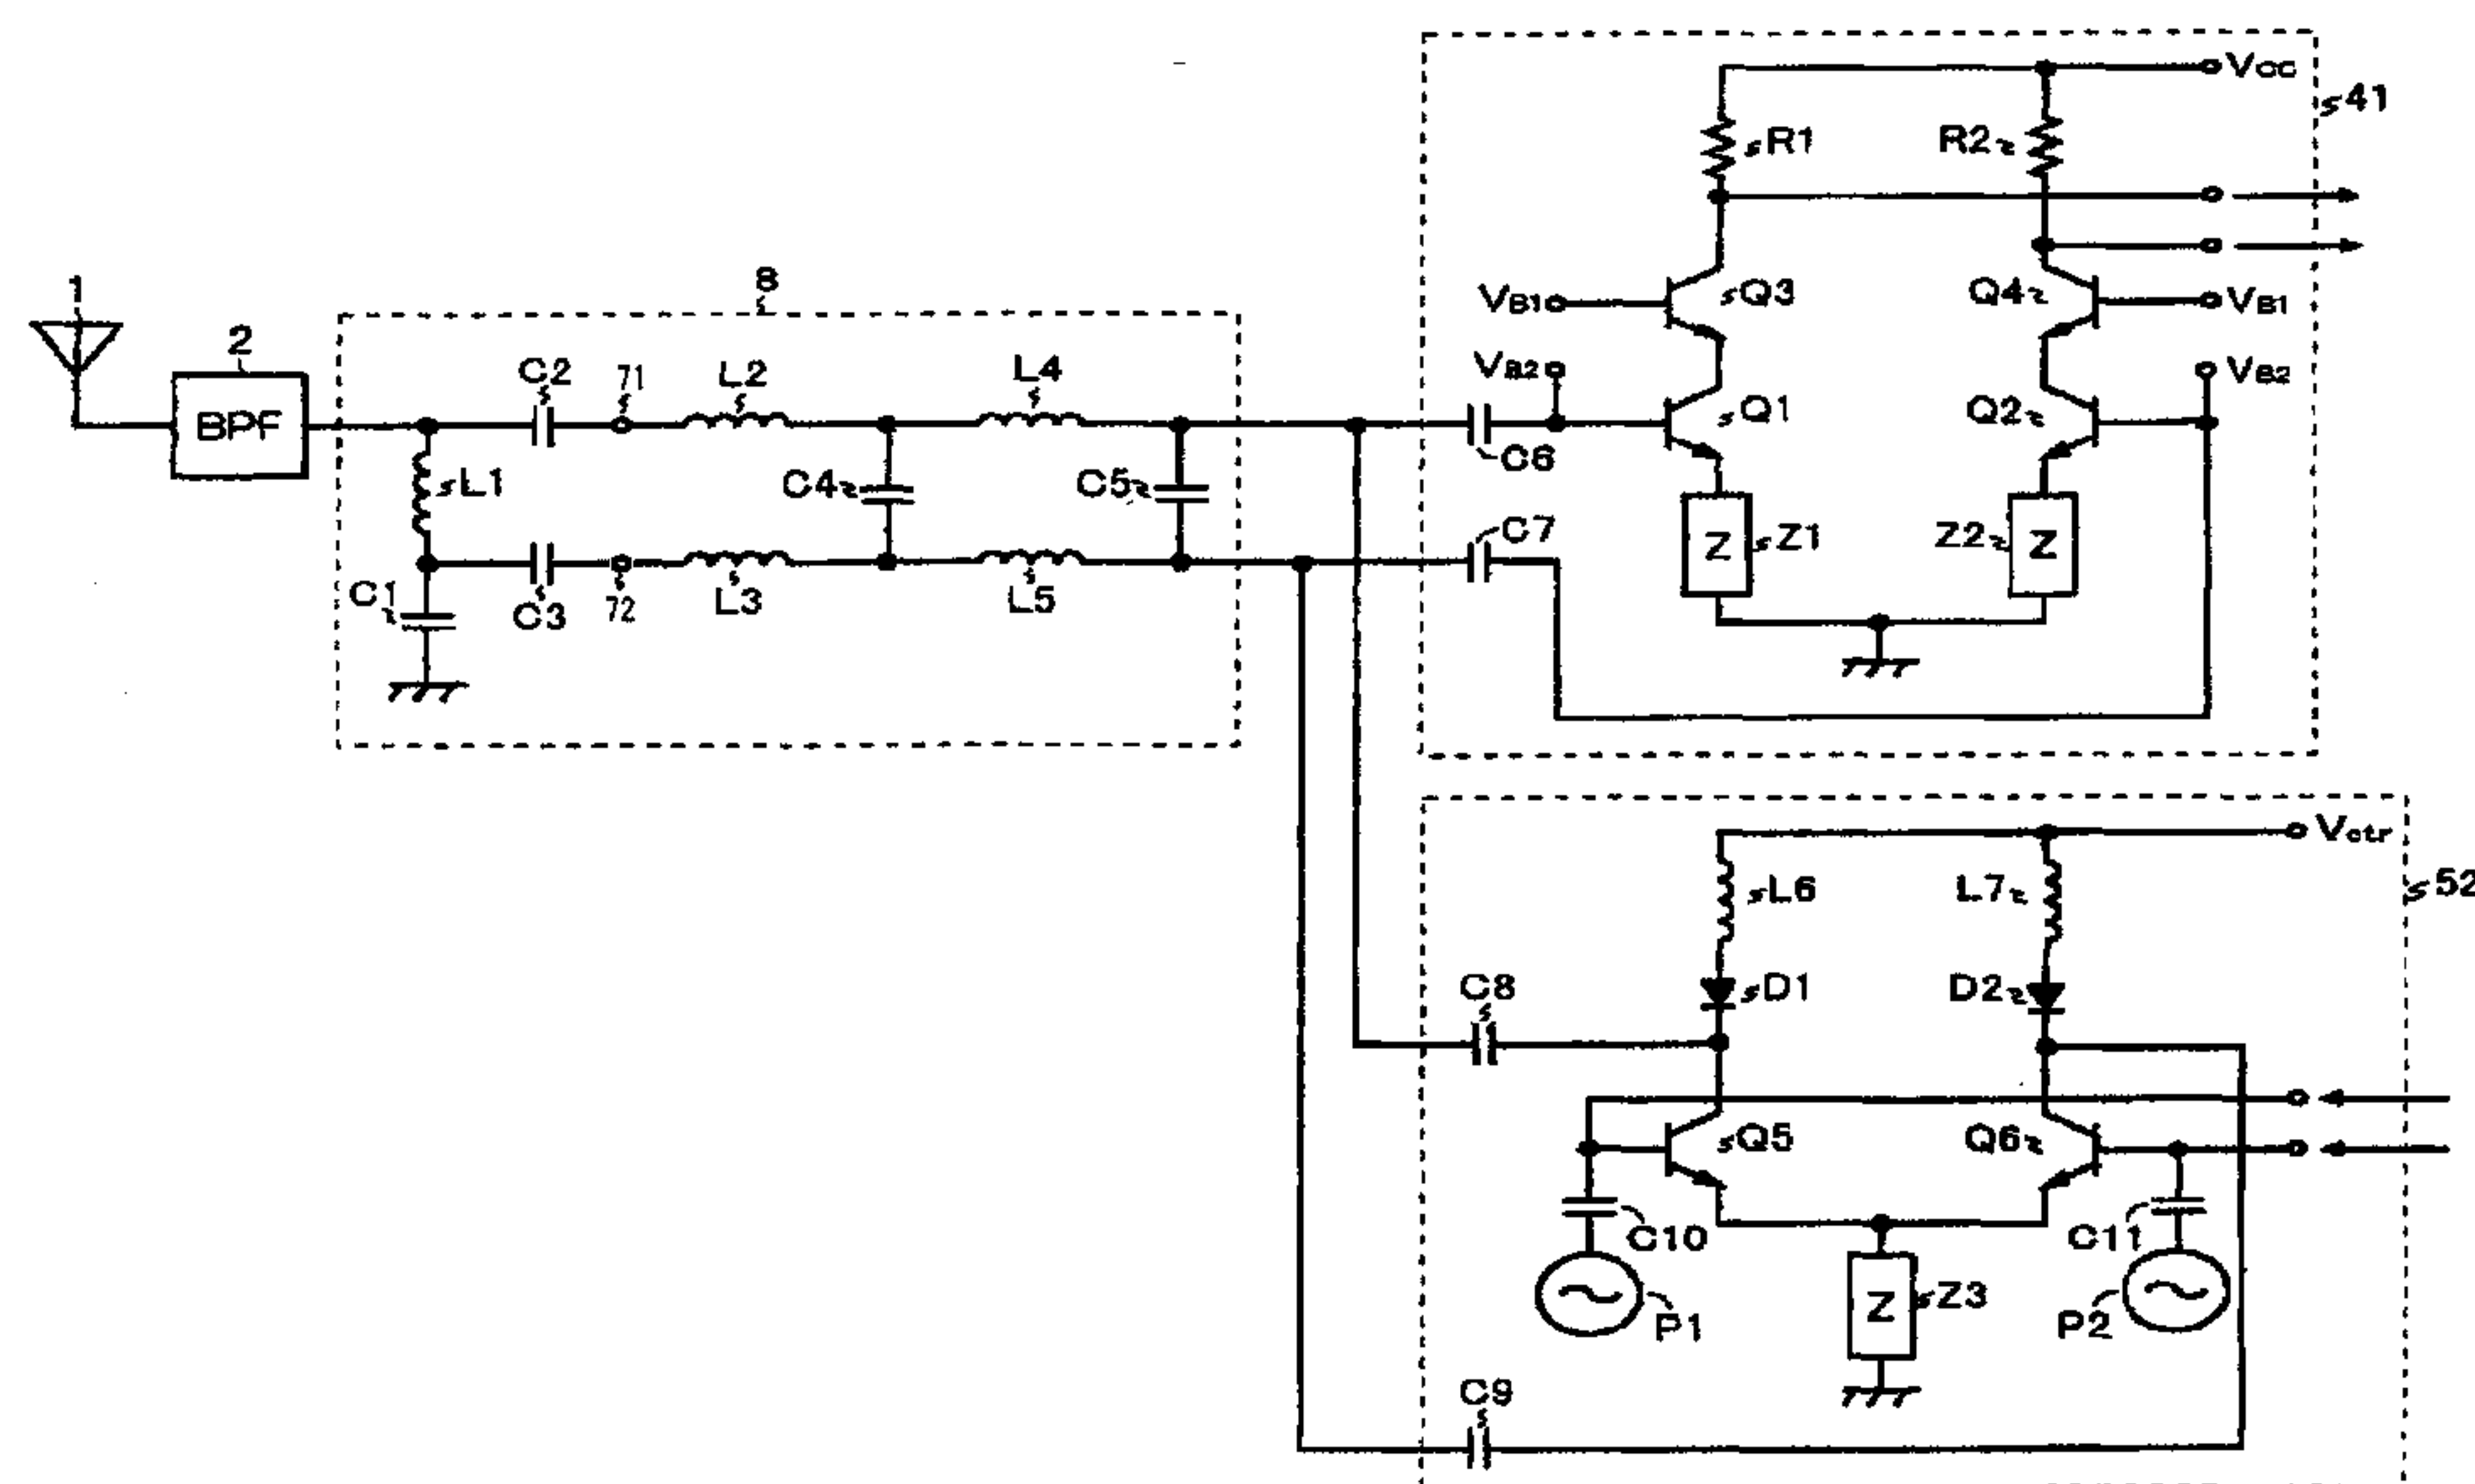 VCC
41
R1
R2
1
8
VB1
Q3
Q4
VB1
2
C2
71
L2
L4
VB2
VB2
BPF
Q1
Q2
C6
L1
C4
C5
C7
Z
Z1
Z2
Z
C1
C3
72
L3
L5
Vctr
52
L6
L7
C8
D1
D2
Q5
Q6
C10
C11
Z
Z3
P1
P2
C9